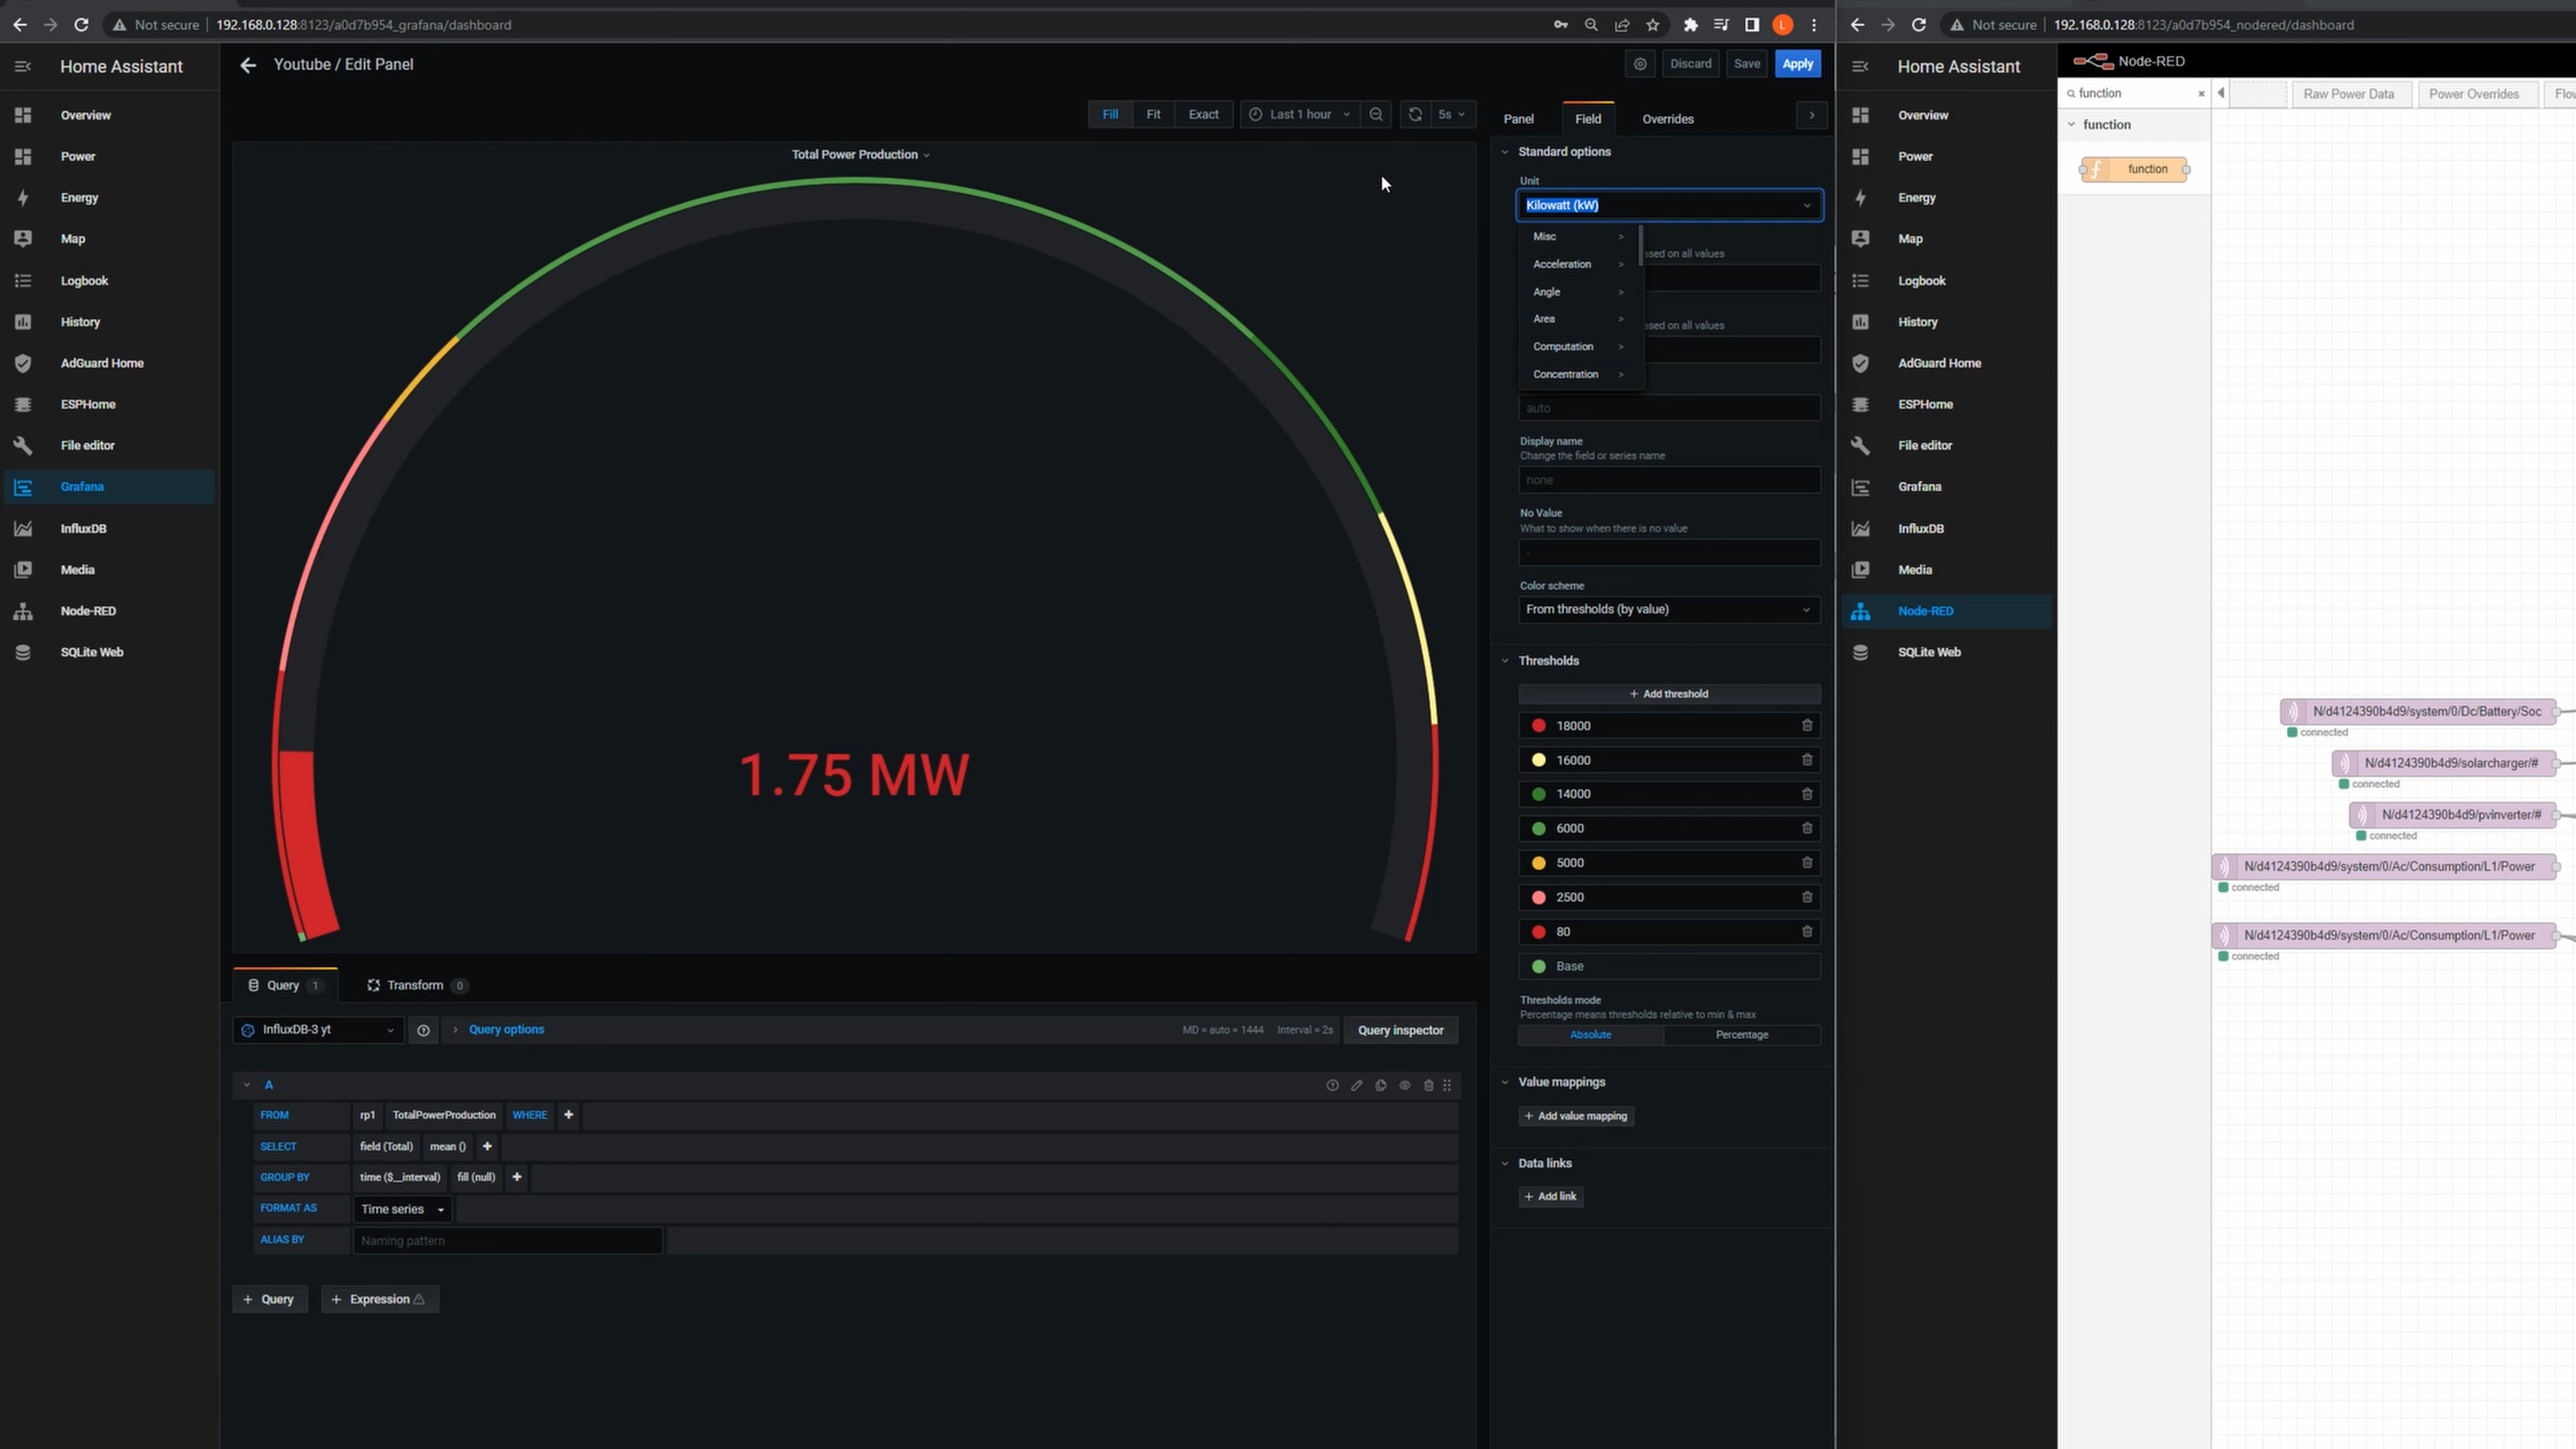 Not secure 192.168.0.128:8123/a0d7b954_grafana/dashboard
L
Home Assistant
Overview
Power
Energy
Map
Logbook
History
AdGuard Home
ESPHome
File editor
Grafana
InfluxDB
Media
Node-RED
SQLite Web
Youtube / Edit Panel
Discard
Save
Apply
Fill Fit Exact
Last 1 hour
5s
Total Power Production
1.75 MW
Panel Field Overrides
Standard options
Unit
Kilowatt (kW)
Misc >
Acceleration >
Angle >
Area >
Computation >
Concentration >
based on all values
based on all values
auto
Display name
Change the field or series name
none
No Value
What to show when there is no value
-
Color scheme
From thresholds (by value)
Thresholds
+ Add threshold
18000
16000
14000
6000
5000
2500
80
Base
Thresholds mode
Percentage means thresholds relative to min & max
Absolute Percentage
Value mappings
+ Add value mapping
Data links
+ Add link
Query 1
Transform 0
InfluxDB-3 yt
> Query options
MD = auto = 1444 Interval = 2s
Query inspector
A
FROM rp1 TotalPowerProduction WHERE +
SELECT field (Total) mean () +
GROUP BY time ($__interval) fill (null) +
FORMAT AS Time series
ALIAS BY Naming pattern
+ Query
+ Expression
Not secure 192.168.0.128:8123/a0d7b954_nodered/dashboard
Home Assistant
Overview
Power
Energy
Map
Logbook
History
AdGuard Home
ESPHome
File editor
Grafana
InfluxDB
Media
Node-RED
SQLite Web
Node-RED
function
Raw Power Data
Power Overrides
Flo
function
function
N/d4124390b4d9/system/0/Dc/Battery/Soc
connected
N/d4124390b4d9/solarcharger/#
connected
N/d4124390b4d9/pvinverter/#
connected
N/d4124390b4d9/system/0/Ac/Consumption/L1/Power
connected
N/d4124390b4d9/system/0/Ac/Consumption/L1/Power
connected